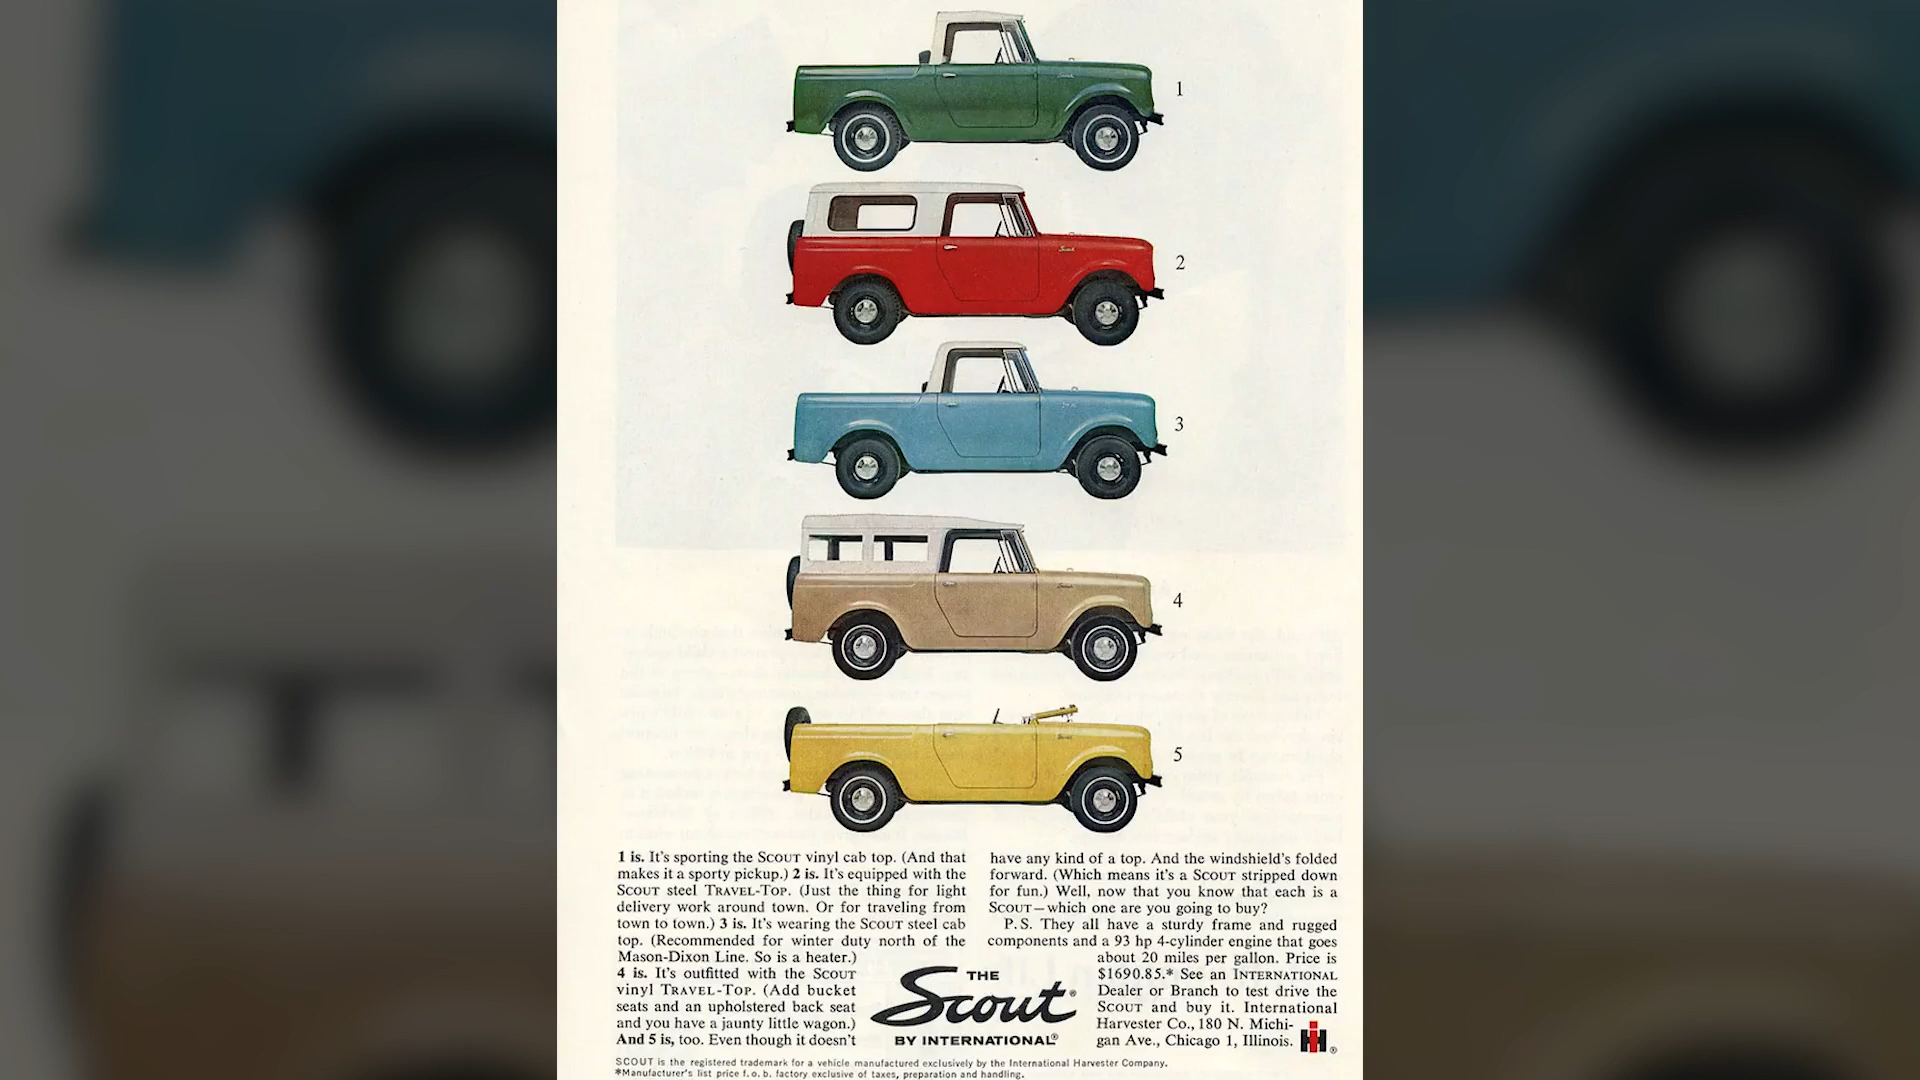 1
2
3
4
5
1 is. It's sporting the SCOUT vinyl cab top. (And that
makes it a sporty pickup.) 2 is. It's equipped with the
SCOUT steel TRAVEL-TOP. (Just the thing for light
delivery work around town. Or for traveling from
town to town.) 3 is. It's wearing the SCOUT steel cab
top. (Recommended for winter duty north of the
Mason-Dixon Line. So is a heater.)
4 is. It's outfitted with the SCOUT
vinyl TRAVEL-TOP. (Add bucket
seats and an upholstered back seat
and you have a jaunty little wagon.)
And 5 is, too. Even though it doesn't
have any kind of a top. And the windshield's folded
forward. (Which means it's a SCOUT stripped down
for fun.) Well, now that you know that each is a
SCOUT—which one are you going to buy?
P.S. They all have a sturdy frame and rugged
components and a 93 hp 4-cylinder engine that goes
about 20 miles per gallon. Price is
$1690.85.* See an INTERNATIONAL
Dealer or Branch to test drive the
SCOUT and buy it. International
Harvester Co., 180 N. Michi-
gan Ave., Chicago 1, Illinois.
THE
Scout®
BY INTERNATIONAL®
IH®
SCOUT is the registered trademark for a vehicle manufactured exclusively by the International Harvester Company.
*Manufacturer's list price f.o.b. factory exclusive of taxes, preparation and handling.